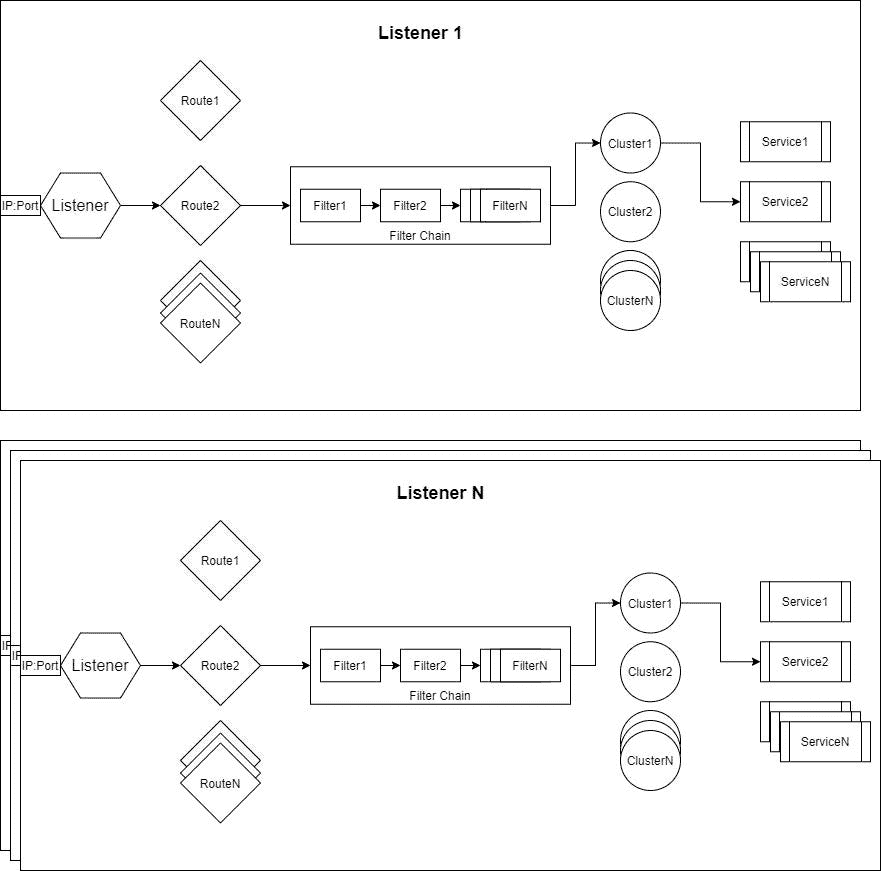 Listener 1
Route1
Cluster1
Service1
IP:Port
Listener
Route2
Filter1
Filter2
FilterN
Filter Chain
Cluster2
Service2
RouteN
ClusterN
ServiceN
Listener N
Route1
Cluster1
Service1
IP
IP
IP:Port
Listener
Route2
Filter1
Filter2
FilterN
Filter Chain
Cluster2
Service2
RouteN
ClusterN
ServiceN